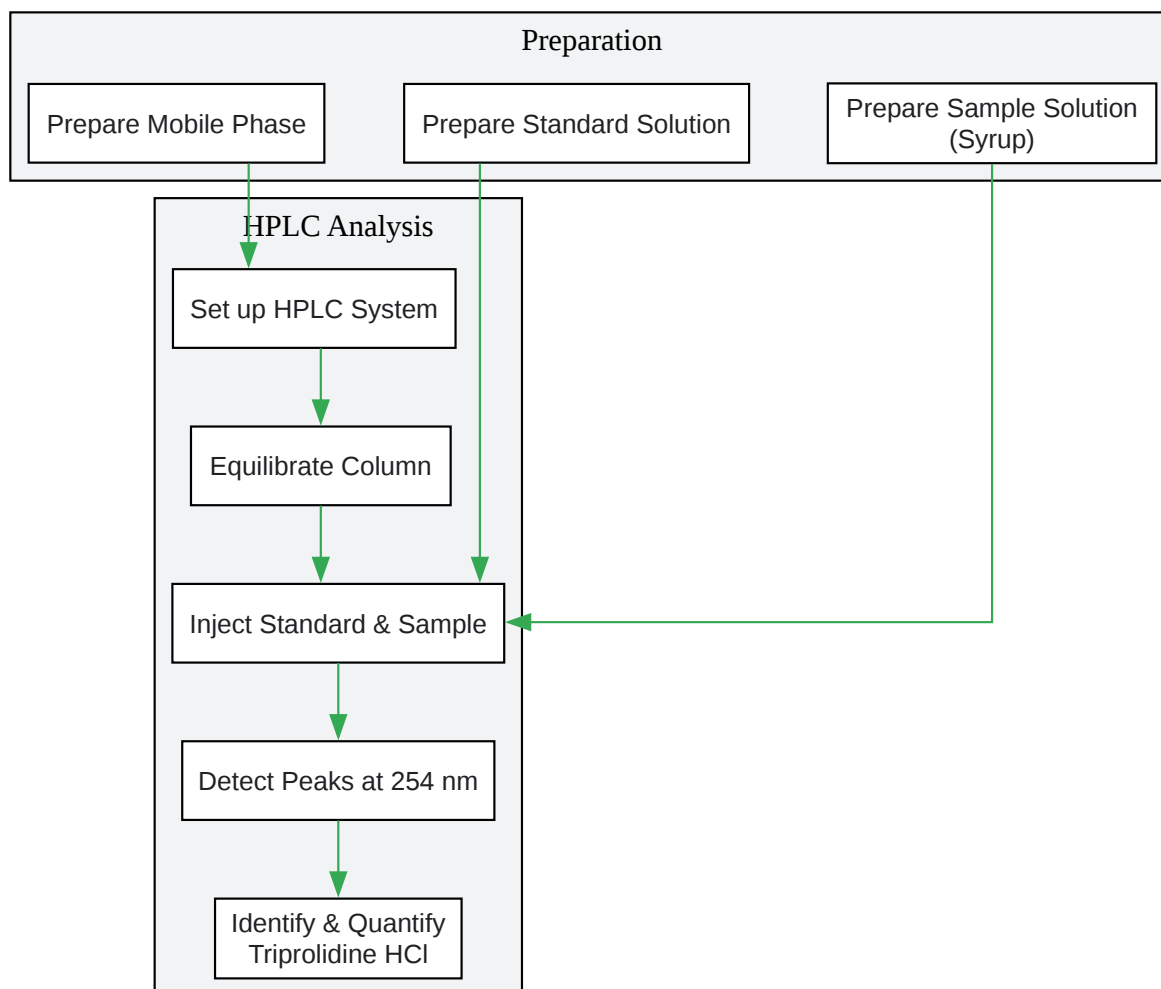 Preparation
Prepare Mobile Phase
Prepare Standard Solution
Prepare Sample Solution
(Syrup)
HPLC Analysis
Set up HPLC System
Equilibrate Column
Inject Standard & Sample
Detect Peaks at 254 nm
Identify & Quantify
Triprolidine HCl